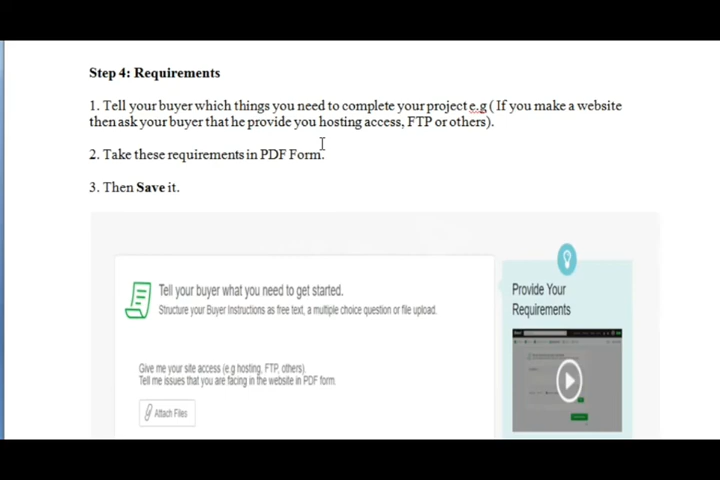 Step 4: Requirements
1. Tell your buyer which things you need to complete your project e.g ( If you make a website
then ask your buyer that he provide you hosting access, FTP or others).
2. Take these requirements in PDF Form.
3. Then Save it.
Tell your buyer what you need to get started.
Structure your Buyer Instructions as free text, a multiple choice question or file upload.
Give me your site access (e.g hosting, FTP, others).
Tell me issues that you are facing in the website in PDF form.
Attach Files
Provide Your
Requirements